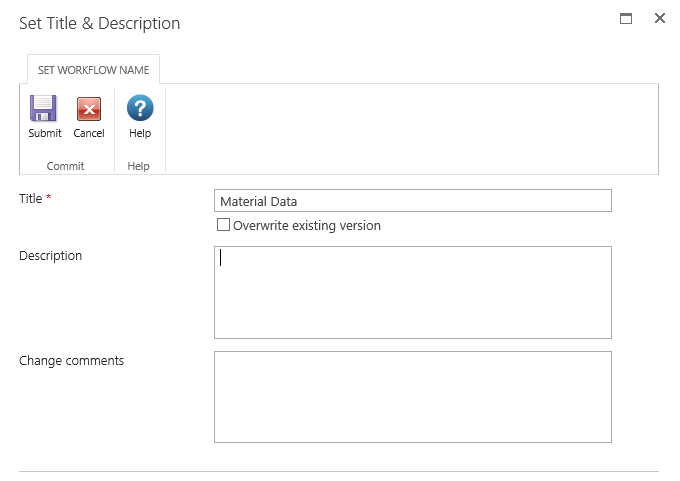 Set Title & Description
SET WORKFLOW NAME
Submit Cancel Help
Commit Help
Title * Material Data
Overwrite existing version
Description
Change comments